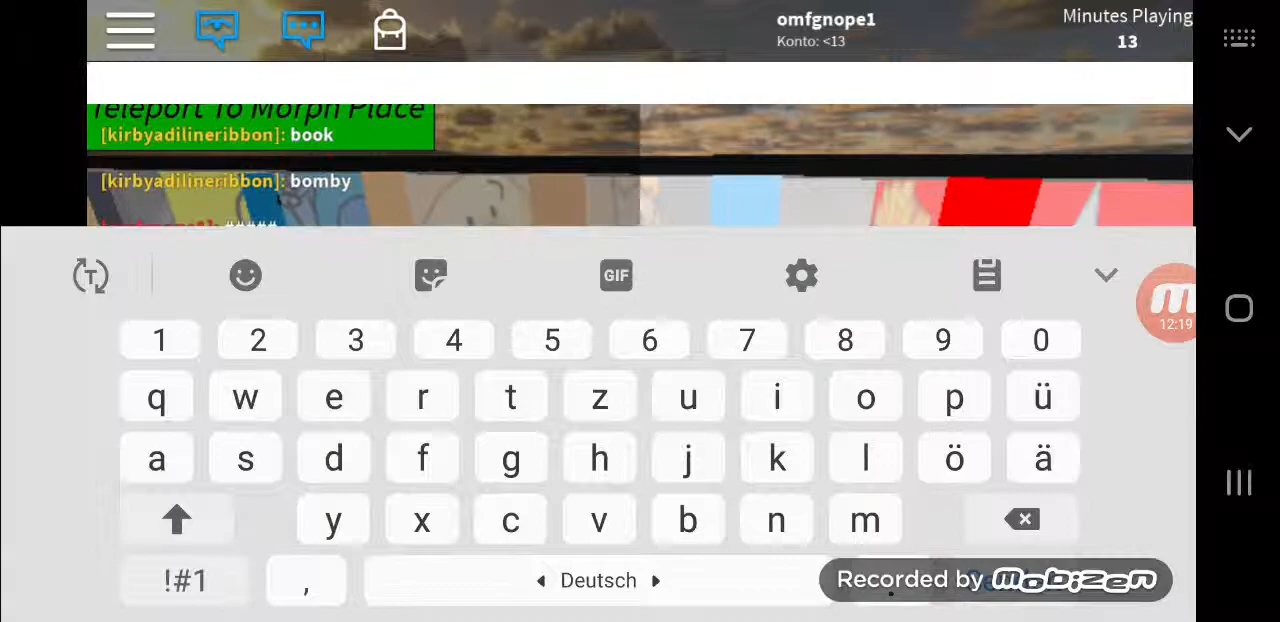 omfgnope1
Konto: <13
Minutes Playing
13
Teleport To Morph Place
[kirbyadilineribbon]: book
[kirbyadilineribbon]: bomby
#####
T
GIF
12:19
1 2 3 4 5 6 7 8 9 0
q w e r t z u i o p ü
a s d f g h j k l ö ä
y x c v b n m
!#1 , Deutsch .
Recorded by mobizen